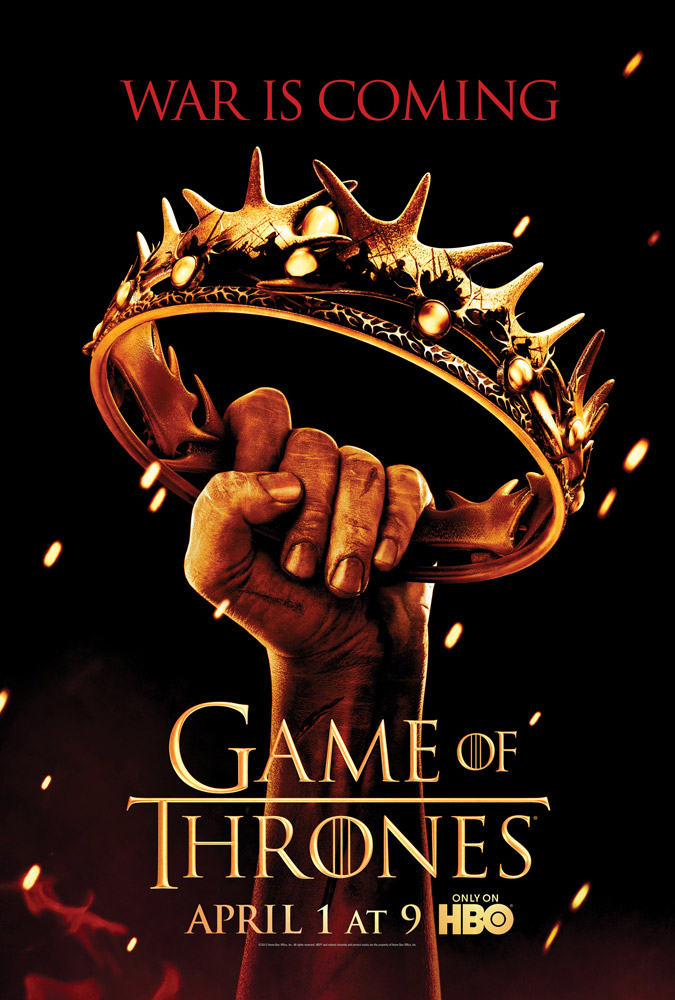 WAR IS COMING
GAME OF
THRONES
APRIL 1 AT 9 ONLY ON HBO